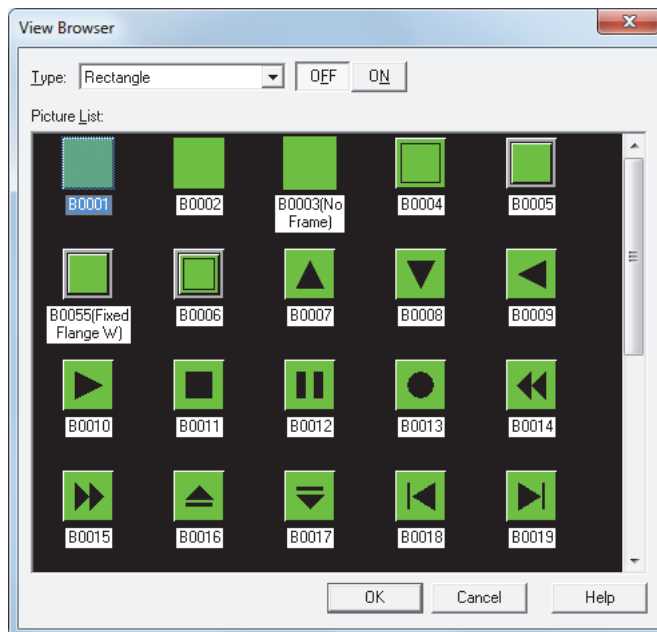 View Browser
Type: Rectangle OFF ON
Picture List:
B0001 B0002 B0003(No Frame) B0004 B0005
B0055(Fixed Flange W) B0006 B0007 B0008 B0009
B0010 B0011 B0012 B0013 B0014
B0015 B0016 B0017 B0018 B0019
OK Cancel Help